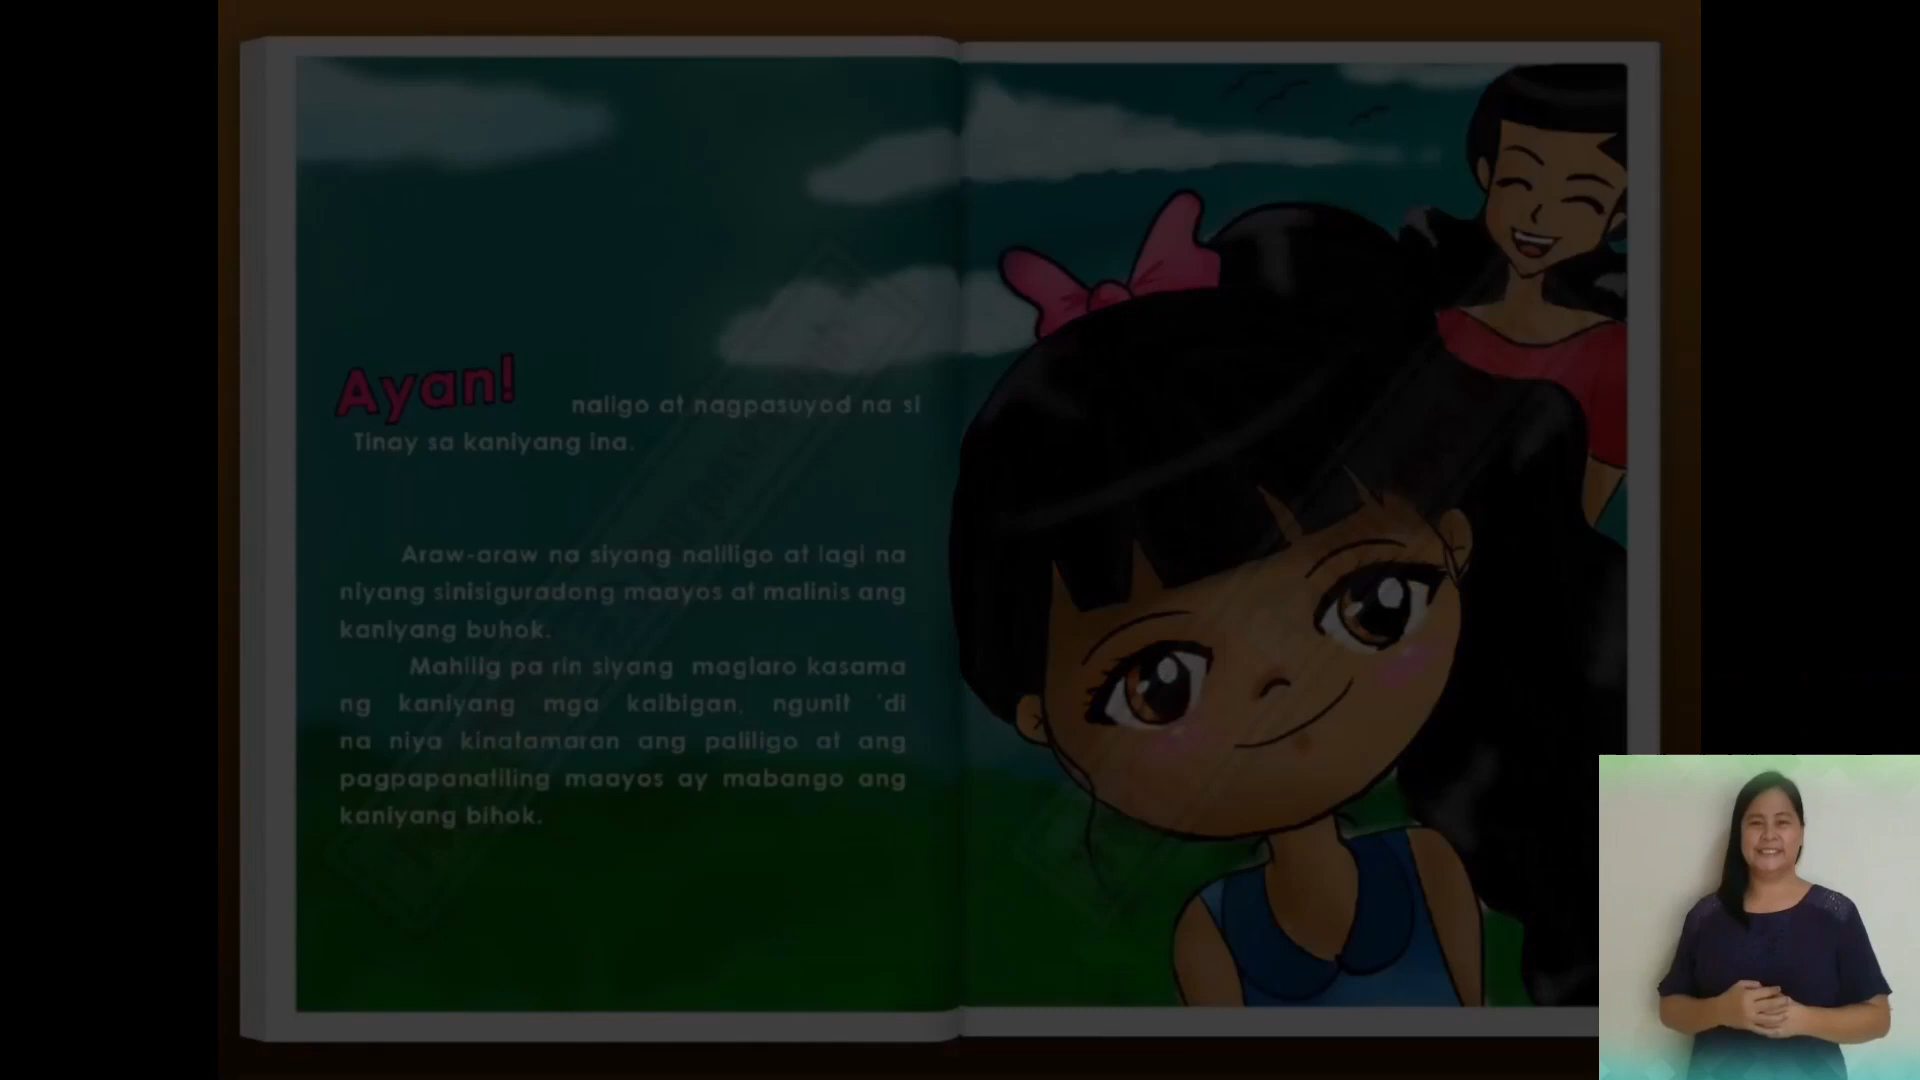 Ayan! naligo at nagpasuyod na si
Tinay sa kaniyang ina.
Araw-araw na siyang naliligo at lagi na
niyang sinisiguradong maayos at malinis ang
kaniyang buhok.
Mahilig pa rin siyang maglaro kasama
ng kaniyang mga kaibigan, ngunit 'di
na niya kinatamaran ang paliligo at ang
pagpapanatiling maayos ay mabango ang
kaniyang bihok.